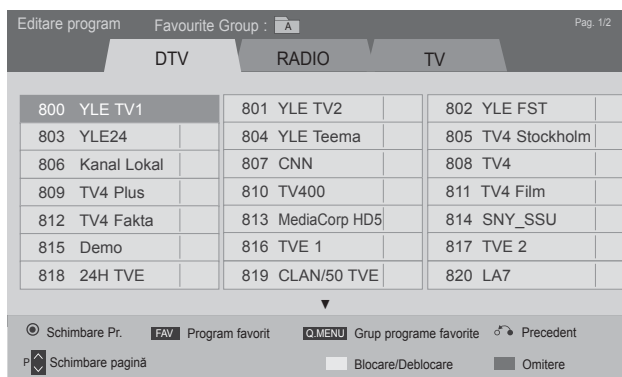 Editare program Favourite Group : A Pag. 1/2
DTV RADIO TV
800 YLE TV1 801 YLE TV2 802 YLE FST
803 YLE24 804 YLE Teema 805 TV4 Stockholm
806 Kanal Lokal 807 CNN 808 TV4
809 TV4 Plus 810 TV400 811 TV4 Film
812 TV4 Fakta 813 MediaCorp HD5 814 SNY_SSU
815 Demo 816 TVE 1 817 TVE 2
818 24H TVE 819 CLAN/50 TVE 820 LA7
Schimbare Pr. FAV Program favorit Q.MENU Grup programe favorite Precedent
P Schimbare pagină Blocare/Deblocare Omitere